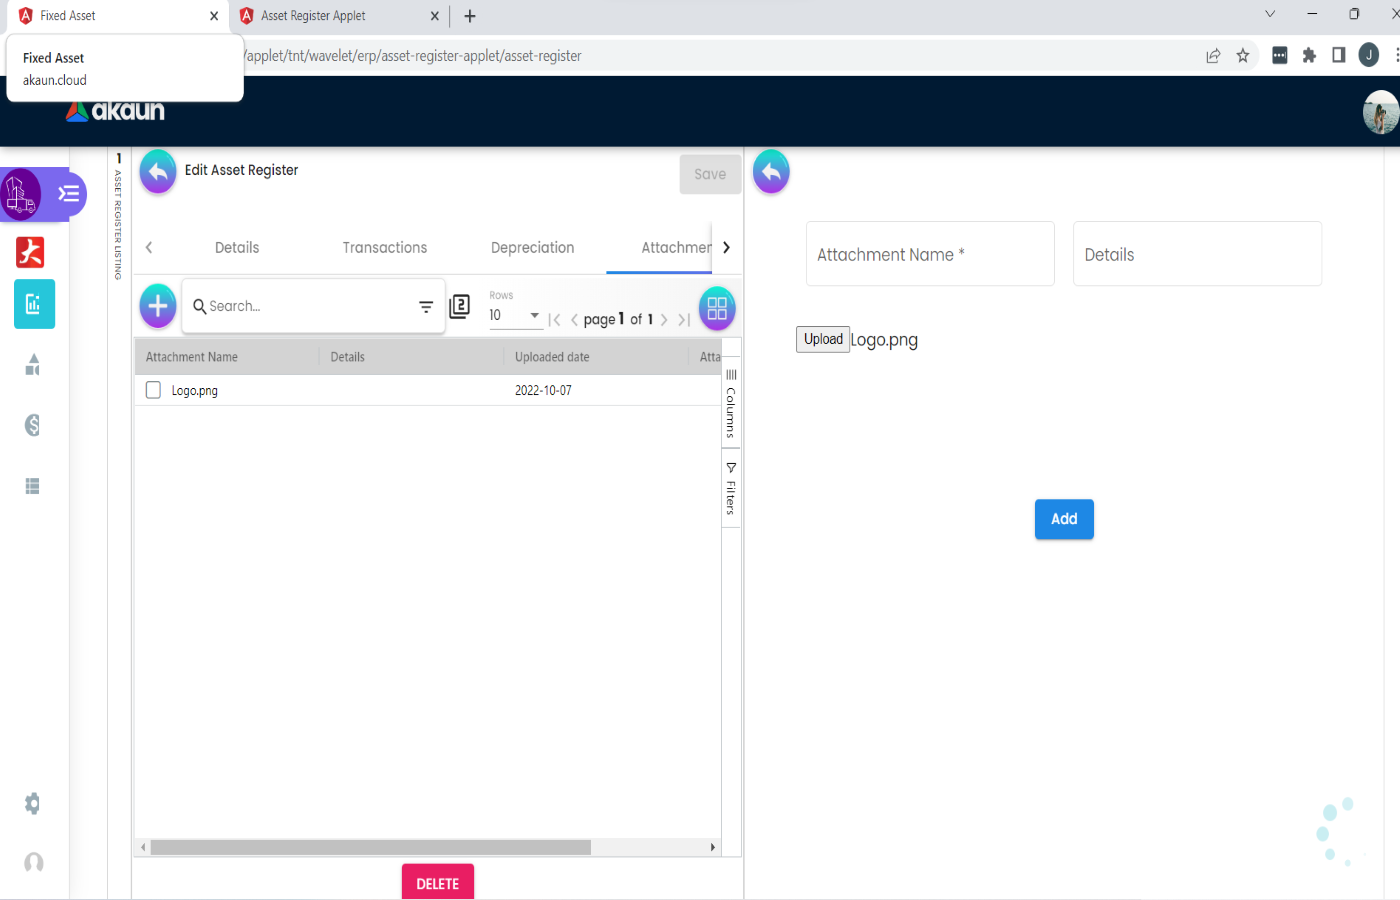 Fixed Asset
Asset Register Applet
Fixed Asset
akaun.cloud
/applet/tnt/wavelet/erp/asset-register-applet/asset-register
J
akaun
1
ASSET REGISTER LISTING
Edit Asset Register
Save
Details
Transactions
Depreciation
Attachmen
Search...
2
Rows
10
page 1 of 1
Attachment Name
Details
Uploaded date
Atta
Logo.png
2022-10-07
Columns
Filters
DELETE
Attachment Name *
Details
Upload Logo.png
Add